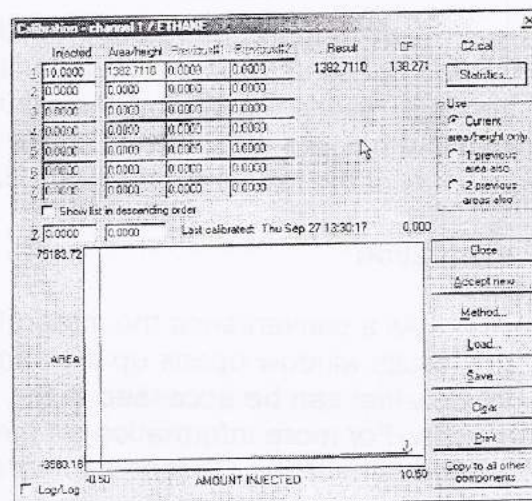 Calibration - channel 1 / ETHANE
Injected Area/height Previous#1 Previous#2 Result CF C2.cal
1 10.0000 1382.7110 0.0000 0.0000 1382.7110 138.271
2 0.0000 0.0000 0.0000 0.0000
3 0.0000 0.0000 0.0000 0.0000
4 0.0000 0.0000 0.0000 0.0000
5 0.0000 0.0000 0.0000 0.0000
6 0.0000 0.0000 0.0000 0.0000
7 0.0000 0.0000 0.0000 0.0000
Statistics...
Use
Current area/height only
1 previous area also
2 previous areas also
Show list in descending order
Z 0.0000 0.0000 Last calibrated: Thu Sep 27 13:30:17 0.000
75183.72
AREA
-3580.18
-0.50 AMOUNT INJECTED 10.50
1
Log/Log
Close
Accept new
Method...
Load...
Save...
Clear
Print
Copy to all other components